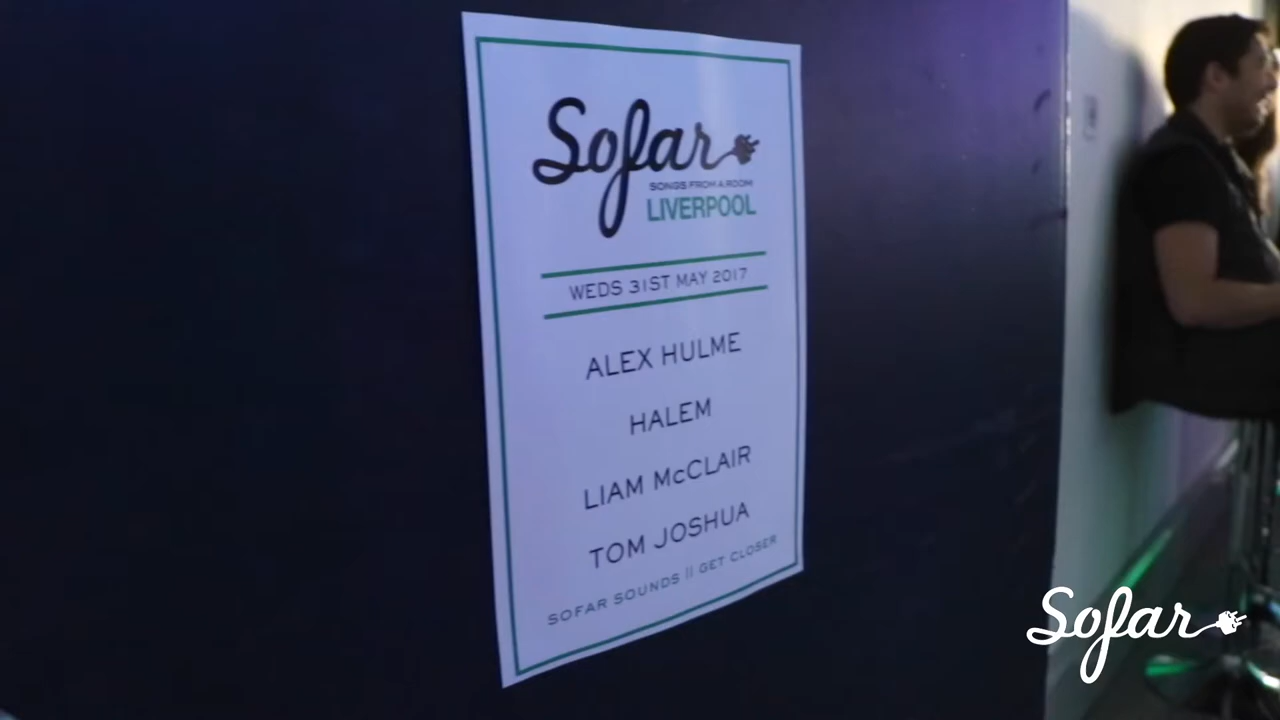 Sofar
SONGS FROM A ROOM
LIVERPOOL
WEDS 31ST MAY 2017
ALEX HULME
HALEM
LIAM McCLAIR
TOM JOSHUA
SOFAR SOUNDS || GET CLOSER
Sofar